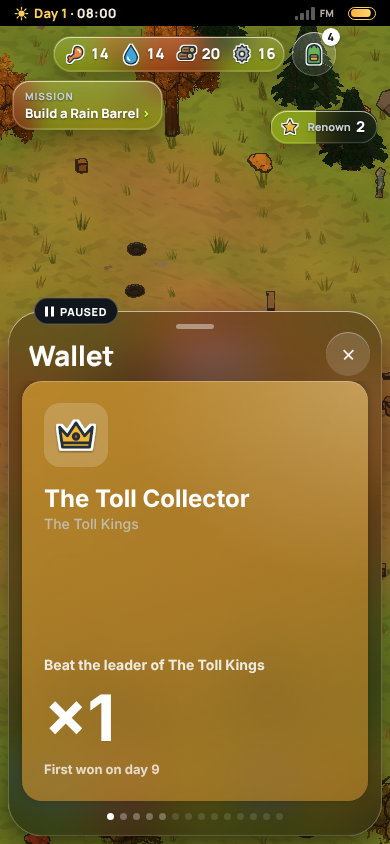 Day 1 · 08:00
FM
14
14
20
16
4
MISSION
Build a Rain Barrel ›
Renown 2
PAUSED
Wallet
The Toll Collector
The Toll Kings
Beat the leader of The Toll Kings
×1
First won on day 9